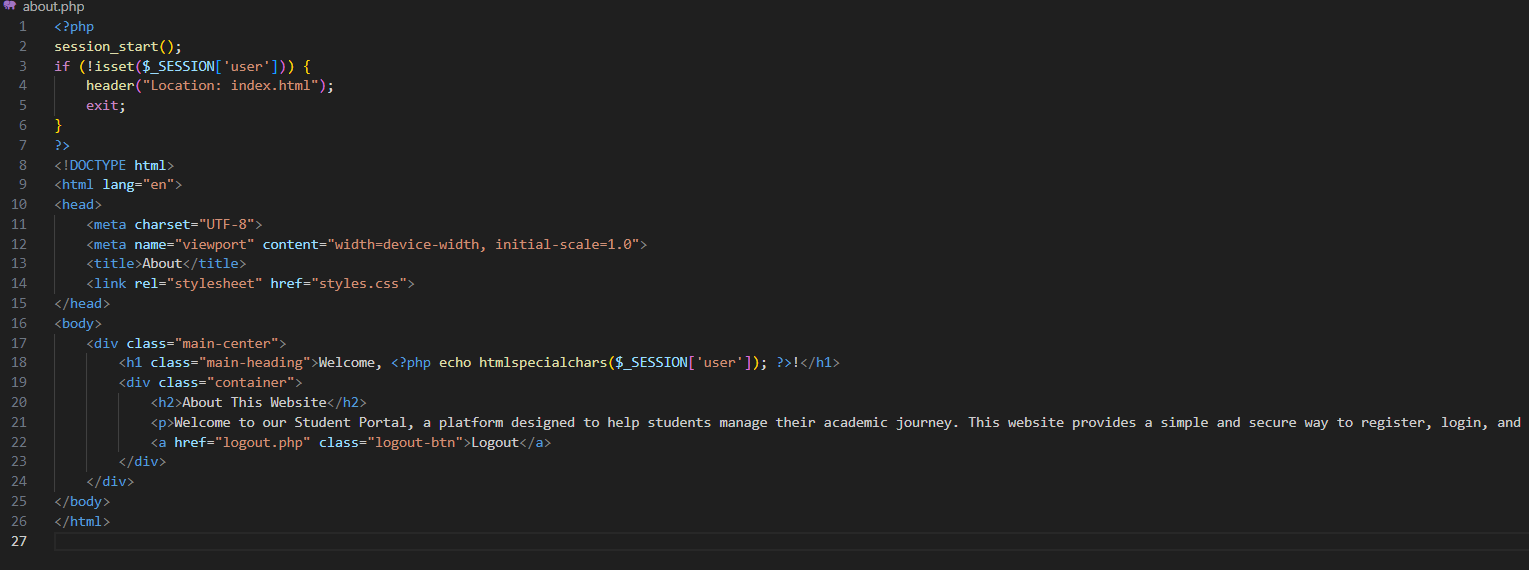 about.php
1 <?php
2 session_start();
3 if (!isset($_SESSION['user'])) {
4     header("Location: index.html");
5     exit;
6 }
7 ?>
8 <!DOCTYPE html>
9 <html lang="en">
10 <head>
11     <meta charset="UTF-8">
12     <meta name="viewport" content="width=device-width, initial-scale=1.0">
13     <title>About</title>
14     <link rel="stylesheet" href="styles.css">
15 </head>
16 <body>
17     <div class="main-center">
18         <h1 class="main-heading">Welcome, <?php echo htmlspecialchars($_SESSION['user']); ?>!</h1>
19         <div class="container">
20             <h2>About This Website</h2>
21             <p>Welcome to our Student Portal, a platform designed to help students manage their academic journey. This website provides a simple and secure way to register, login, and
22             <a href="logout.php" class="logout-btn">Logout</a>
23         </div>
24     </div>
25 </body>
26 </html>
27